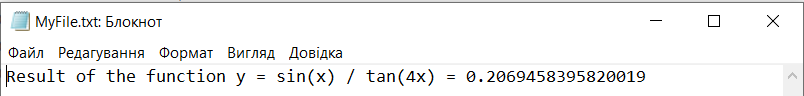 MyFile.txt: Блокнот
Файл Редагування Формат Вигляд Довідка
Result of the function y = sin(x) / tan(4x) = 0.2069458395820019